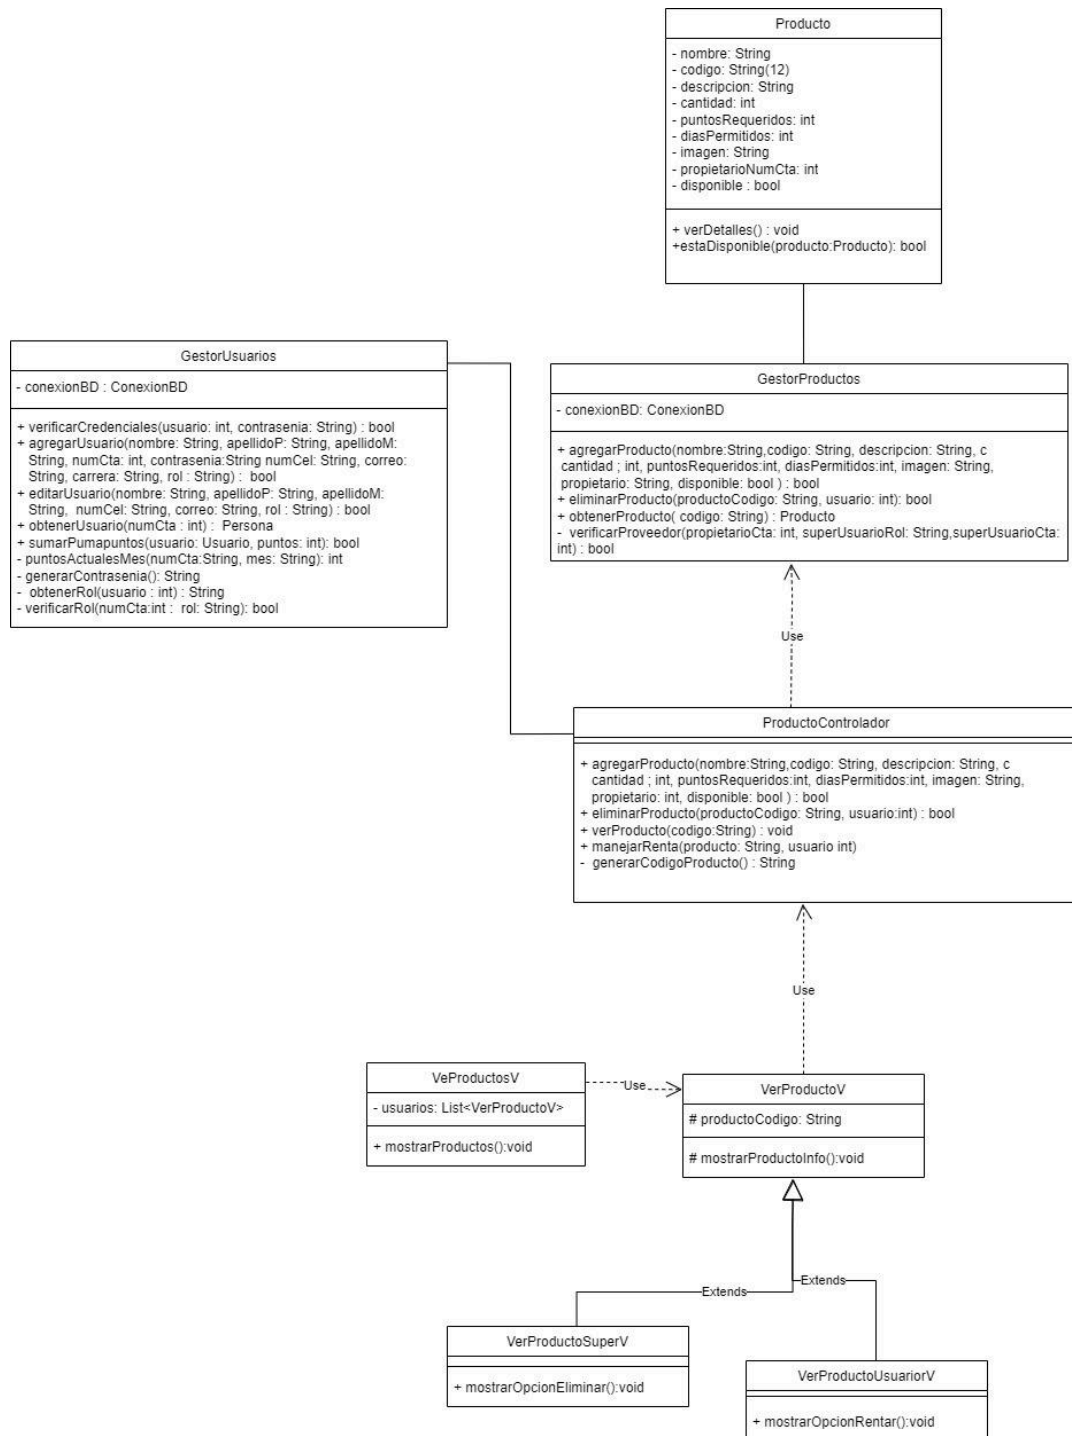 Producto
- nombre: String
- codigo: String(12)
- descripcion: String
- cantidad: int
- puntosRequeridos: int
- diasPermitidos: int
- imagen: String
- propietarioNumCta: int
- disponible : bool
+ verDetalles() : void
+estaDisponible(producto:Producto): bool
GestorUsuarios
- conexionBD : ConexionBD
+ verificarCredenciales(usuario: int, contrasenia: String) : bool
+ agregarUsuario(nombre: String, apellidoP: String, apellidoM:
String, numCta: int, contrasenia:String numCel: String, correo:
String, carrera: String, rol : String) : bool
+ editarUsuario(nombre: String, apellidoP: String, apellidoM
String, numCel: String, correo: String, rol : String) : bool
+ obtenerUsuario(numCta : int) : Persona
+ sumarPumapuntos(usuario: Usuario, puntos: int): bool
- puntosActualesMes(numCta:String, mes: String): int
- generarContrasenia(): String
- obtenerRol(usuario : int) : String
- verificarRol(numCta:int : rol: String): bool
GestorProductos
- conexionBD: ConexionBD
+ agregarProducto(nombre:String,codigo: String, descripcion: String, c
cantidad ; int, puntosRequeridos:int, diasPermitidos:int, imagen: String,
propietario: String, disponible: bool ) : bool
+ eliminarProducto(productoCodigo: String, usuario: int): bool
+ obtenerProducto( codigo: String) : Producto
- verificarProveedor(propietarioCta: int, superUsuarioRol: String,superUsuarioCta:
int) : bool
Use
ProductoControlador
+ agregarProducto(nombre:String,codigo: String, descripcion: String, c
cantidad ; int, puntosRequeridos:int, diasPermitidos:int, imagen: String,
propietario: int, disponible: bool ) : bool
+ eliminarProducto(productoCodigo: String, usuario:int) : bool
+ verProducto(codigo:String) : void
+ manejarRenta(producto: String, usuario int)
- generarCodigoProducto() : String
Use
VeProductosV
- usuarios: List<VerProductoV>
+ mostrarProductos():void
Use
VerProductoV
# productoCodigo: String
# mostrarProductoInfo():void
Extends
Extends
VerProductoSuperV
+ mostrarOpcionEliminar():void
VerProductoUsuariorV
+ mostrarOpcionRentar():void